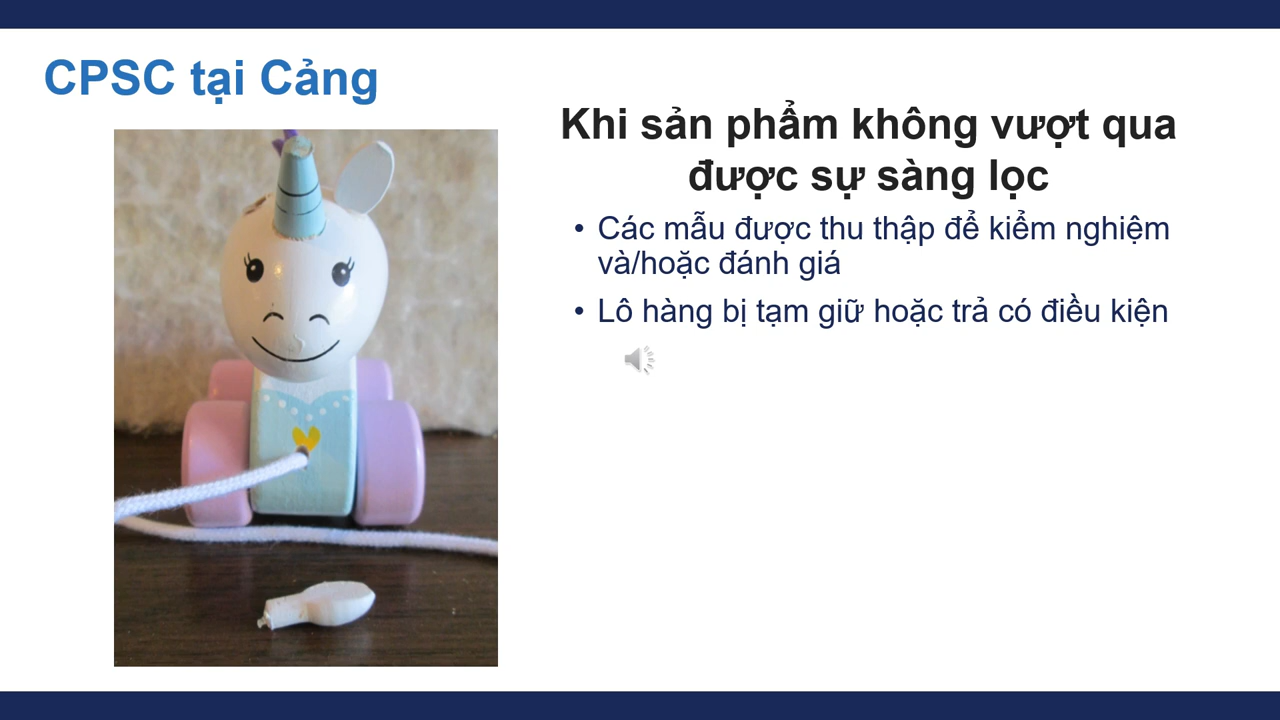 CPSC tại Cảng
Khi sản phẩm không vượt qua
được sự sàng lọc
• Các mẫu được thu thập để kiểm nghiệm
và/hoặc đánh giá
• Lô hàng bị tạm giữ hoặc trả có điều kiện